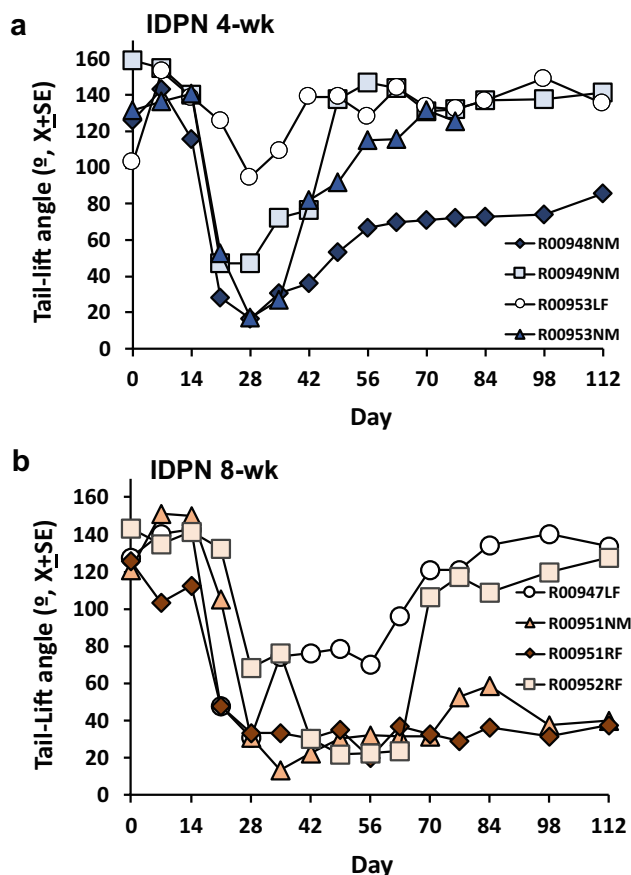 a
IDPN 4-wk
Tail-lift angle (º, X+SE)
160
140
120
100
80
60
40
20
0
R00948NM
R00949NM
R00953LF
R00953NM
0 14 28 42 56 70 84 98 112
Day
b
IDPN 8-wk
Tail-Lift angle (º, X+SE)
160
140
120
100
80
60
40
20
0
R00947LF
R00951NM
R00951RF
R00952RF
0 14 28 42 56 70 84 98 112
Day